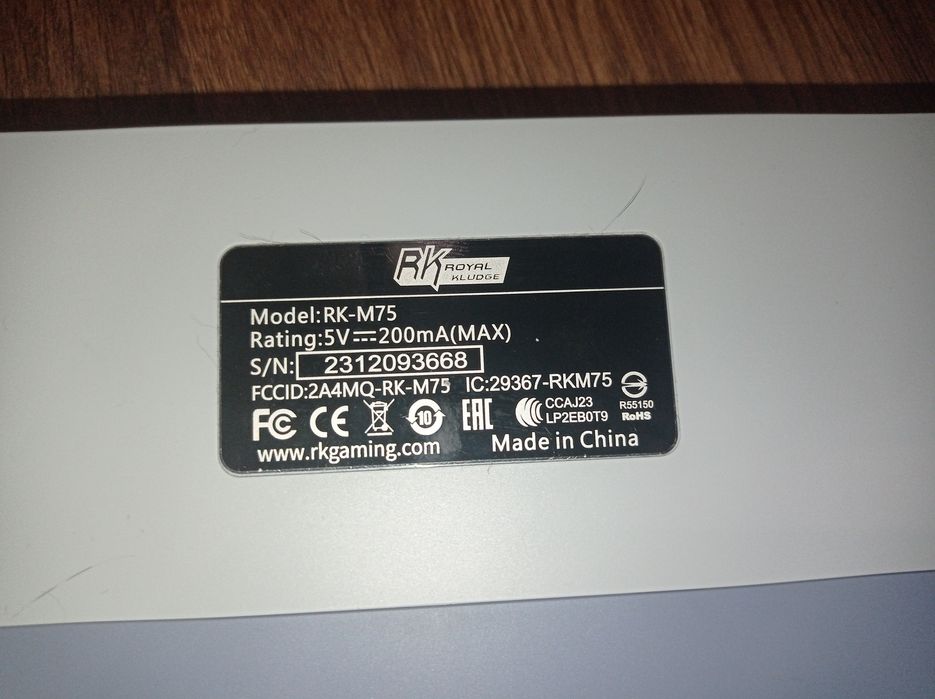 RK ROYAL KLUDGE
Model:RK-M75
Rating:5V⎓200mA(MAX)
S/N: 2312093668
FCCID:2A4MQ-RK-M75 IC:29367-RKM75
FC CE 10 EAC CCAJ23 LP2EB0T9 R55150 RoHS
www.rkgaming.com Made in China